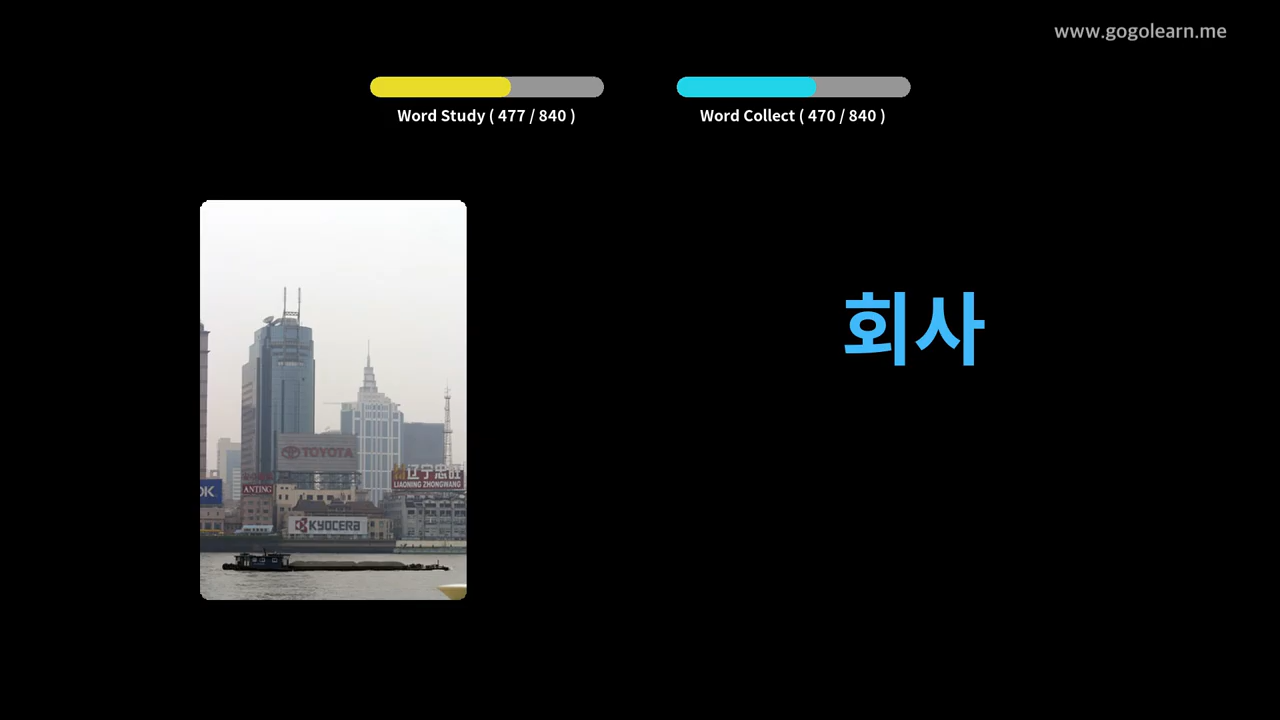 www.gogolearn.me
Word Study ( 477 / 840 )
Word Collect ( 470 / 840 )
회사
TOYOTA
辽宁忠旺
LIAONING ZHONGWANG
OK
ANTING
KYOCERA